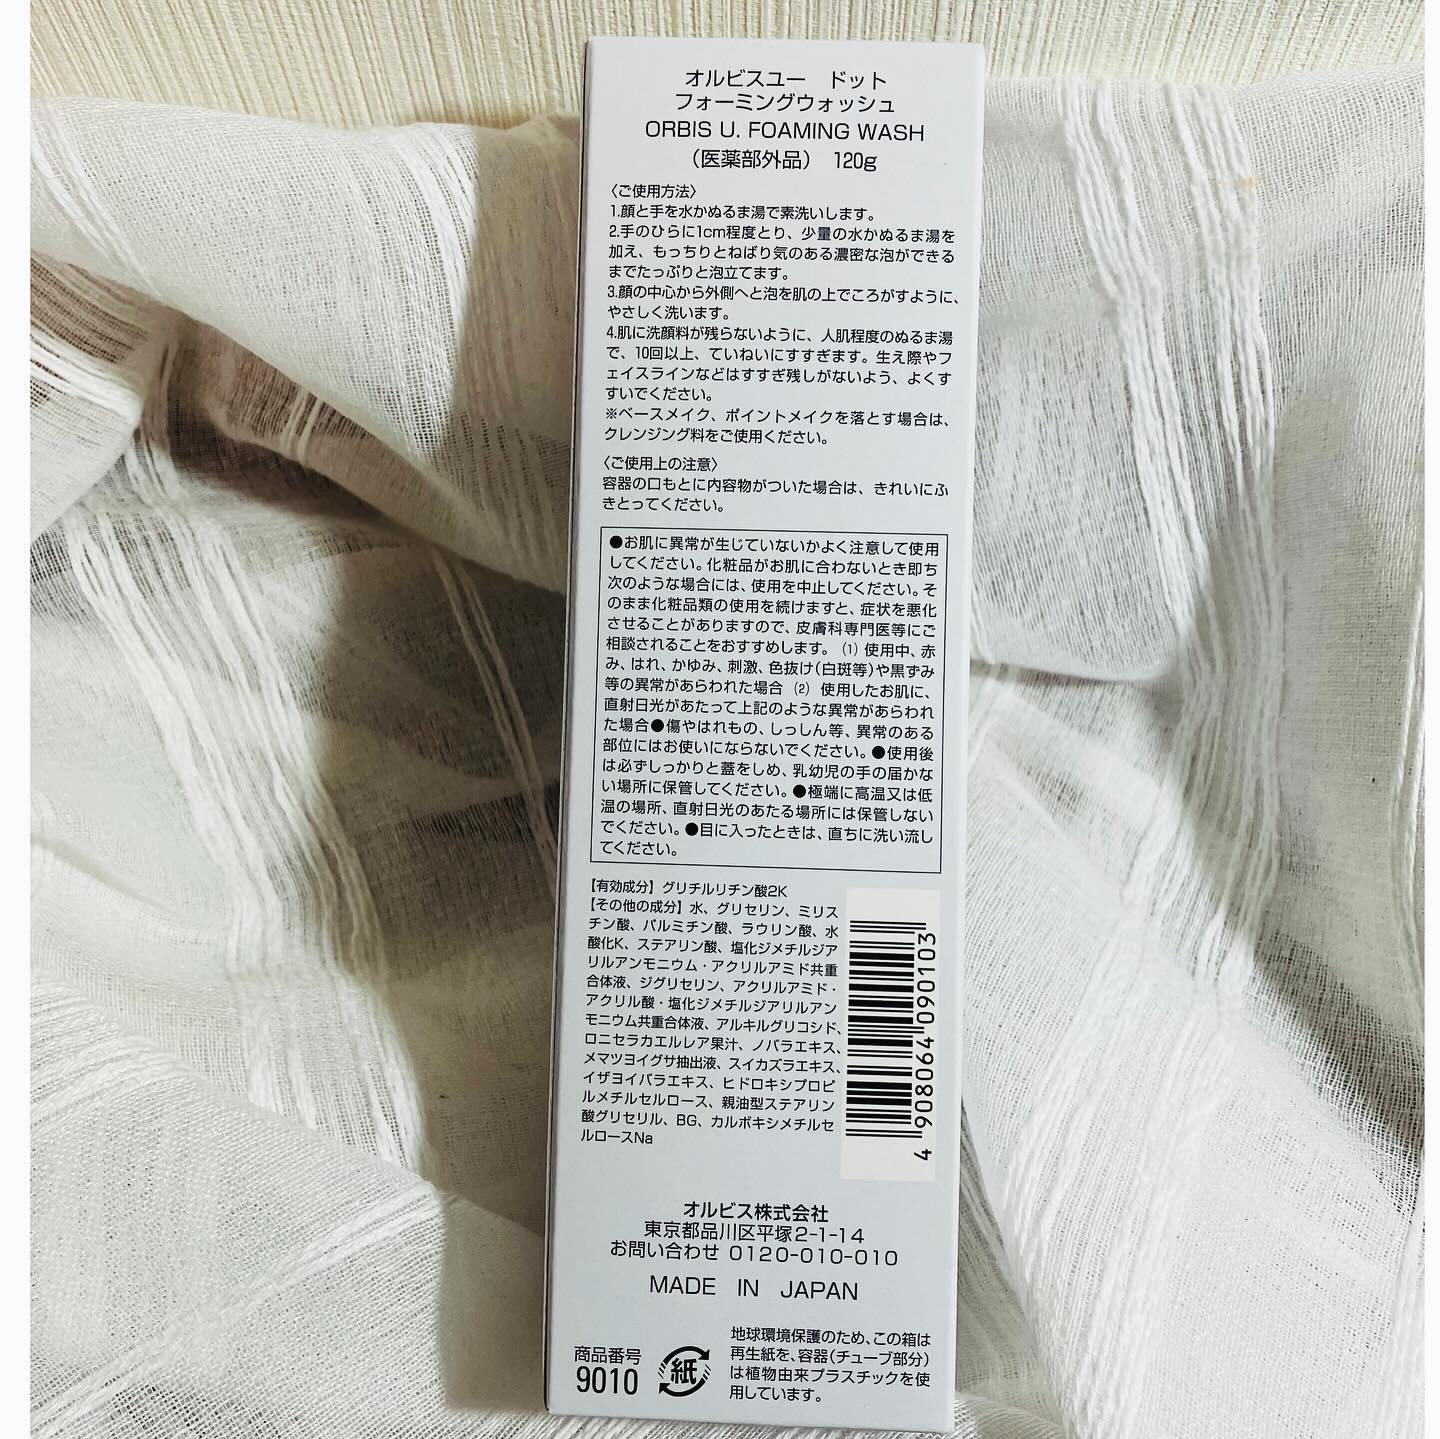 オルビスユー　ドット
フォーミングウォッシュ
ORBIS U. FOAMING WASH
（医薬部外品）　120g
〈ご使用方法〉
1.顔と手を水かぬるま湯で素洗いします。
2.手のひらに1cm程度とり、少量の水かぬるま湯を
加え、もっちりとねばり気のある濃密な泡ができる
までたっぷりと泡立てます。
3.顔の中心から外側へと泡を肌の上でころがすように、
やさしく洗います。
4.肌に洗顔料が残らないように、人肌程度のぬるま湯
で、10回以上、ていねいにすすぎます。生え際やフ
ェイスラインなどはすすぎ残しがないよう、よくす
すいでください。
※ベースメイク、ポイントメイクを落とす場合は、
クレンジング料をご使用ください。
〈ご使用上の注意〉
容器の口もとに内容物がついた場合は、きれいにふ
きとってください。
●お肌に異常が生じていないかよく注意して使用
してください。化粧品がお肌に合わないとき即ち
次のような場合には、使用を中止してください。そ
のまま化粧品類の使用を続けますと、症状を悪化
させることがありますので、皮膚科専門医等にご
相談されることをおすすめします。（1）使用中、赤
み、はれ、かゆみ、刺激、色抜け（白斑等）や黒ずみ
等の異常があらわれた場合（2）使用したお肌に、
直射日光があたって上記のような異常があらわれ
た場合●傷やはれもの、しっしん等、異常のある
部位にはお使いにならないでください。●使用後
は必ずしっかりと蓋をしめ、乳幼児の手の届かな
い場所に保管してください。●極端に高温又は低
温の場所、直射日光のあたる場所には保管しない
でください。●目に入ったときは、直ちに洗い流し
てください。
【有効成分】グリチルリチン酸2K
【その他の成分】水、グリセリン、ミリス
チン酸、パルミチン酸、ラウリン酸、水
酸化K、ステアリン酸、塩化ジメチルジア
リルアンモニウム・アクリルアミド共重
合体液、ジグリセリン、アクリルアミド・
アクリル酸・塩化ジメチルジアリルアン
モニウム共重合体液、アルキルグリコシド、
ロニセラカエルレア果汁、ノバラエキス、
メマツヨイグサ抽出液、スイカズラエキス、
イザヨイバラエキス、ヒドロキシプロピ
ルメチルセルロース、親油型ステアリン
酸グリセリル、BG、カルボキシメチルセ
ルロースNa
4 908064 090103
オルビス株式会社
東京都品川区平塚2-1-14
お問い合わせ 0120-010-010
MADE IN JAPAN
商品番号
9010
紙
地球環境保護のため、この箱は
再生紙を、容器（チューブ部分）
は植物由来プラスチックを使
用しています。